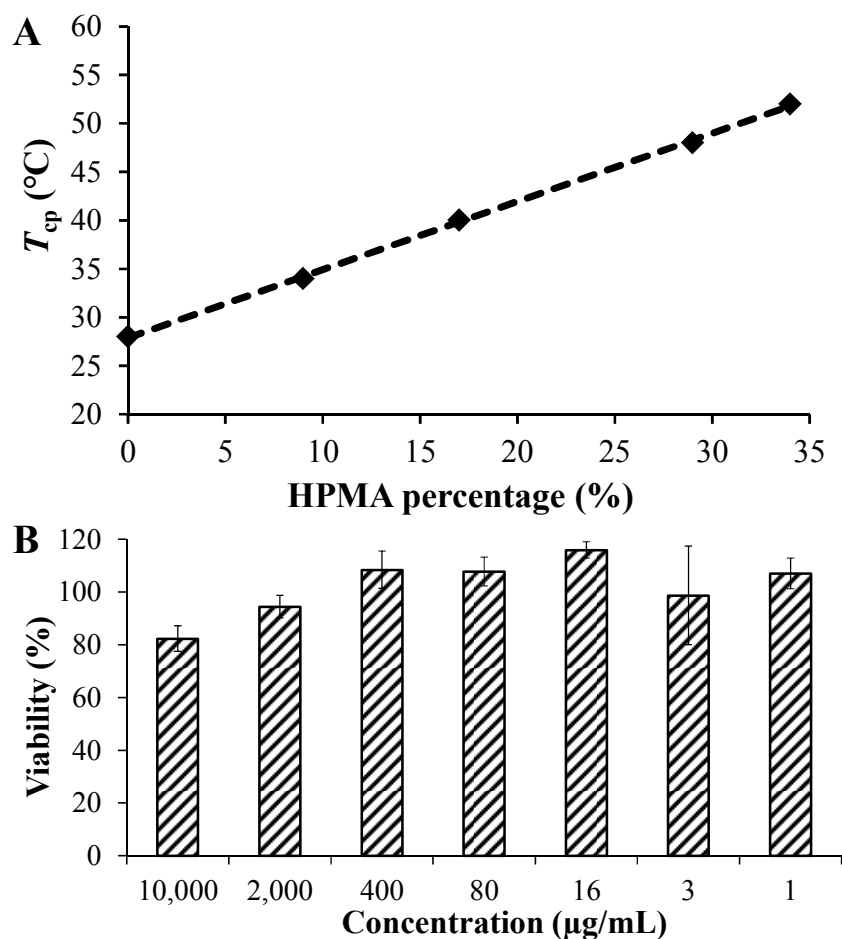 A
60
55
50
45
40
35
30
25
20
T_cp (°C)
0 5 10 15 20 25 30 35
HPMA percentage (%)
B
120
100
80
60
40
20
0
Viability (%)
10,000 2,000 400 80 16 3 1
Concentration (µg/mL)